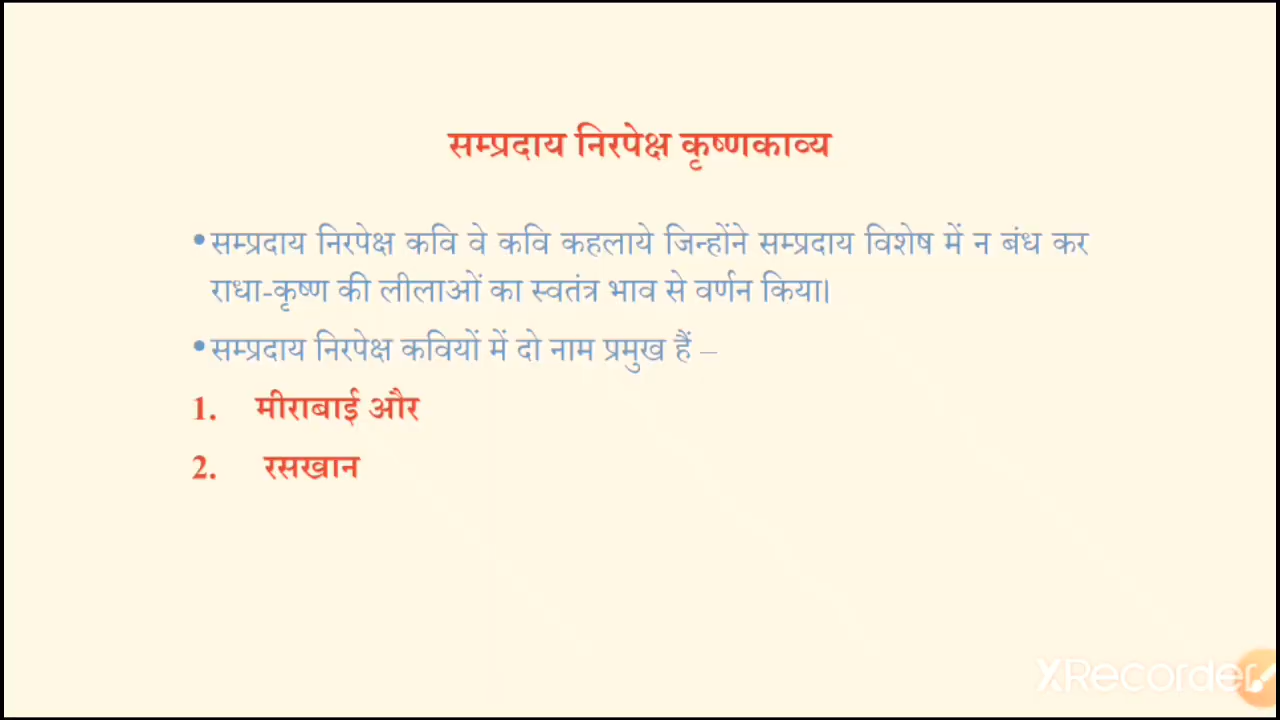 सम्प्रदाय निरपेक्ष कृष्णकाव्य
•सम्प्रदाय निरपेक्ष कवि वे कवि कहलाये जिन्होंने सम्प्रदाय विशेष में न बंध कर
राधा-कृष्ण की लीलाओं का स्वतंत्र भाव से वर्णन किया।
•सम्प्रदाय निरपेक्ष कवियों में दो नाम प्रमुख हैं –
1. मीराबाई और
2. रसखान
XRecorder